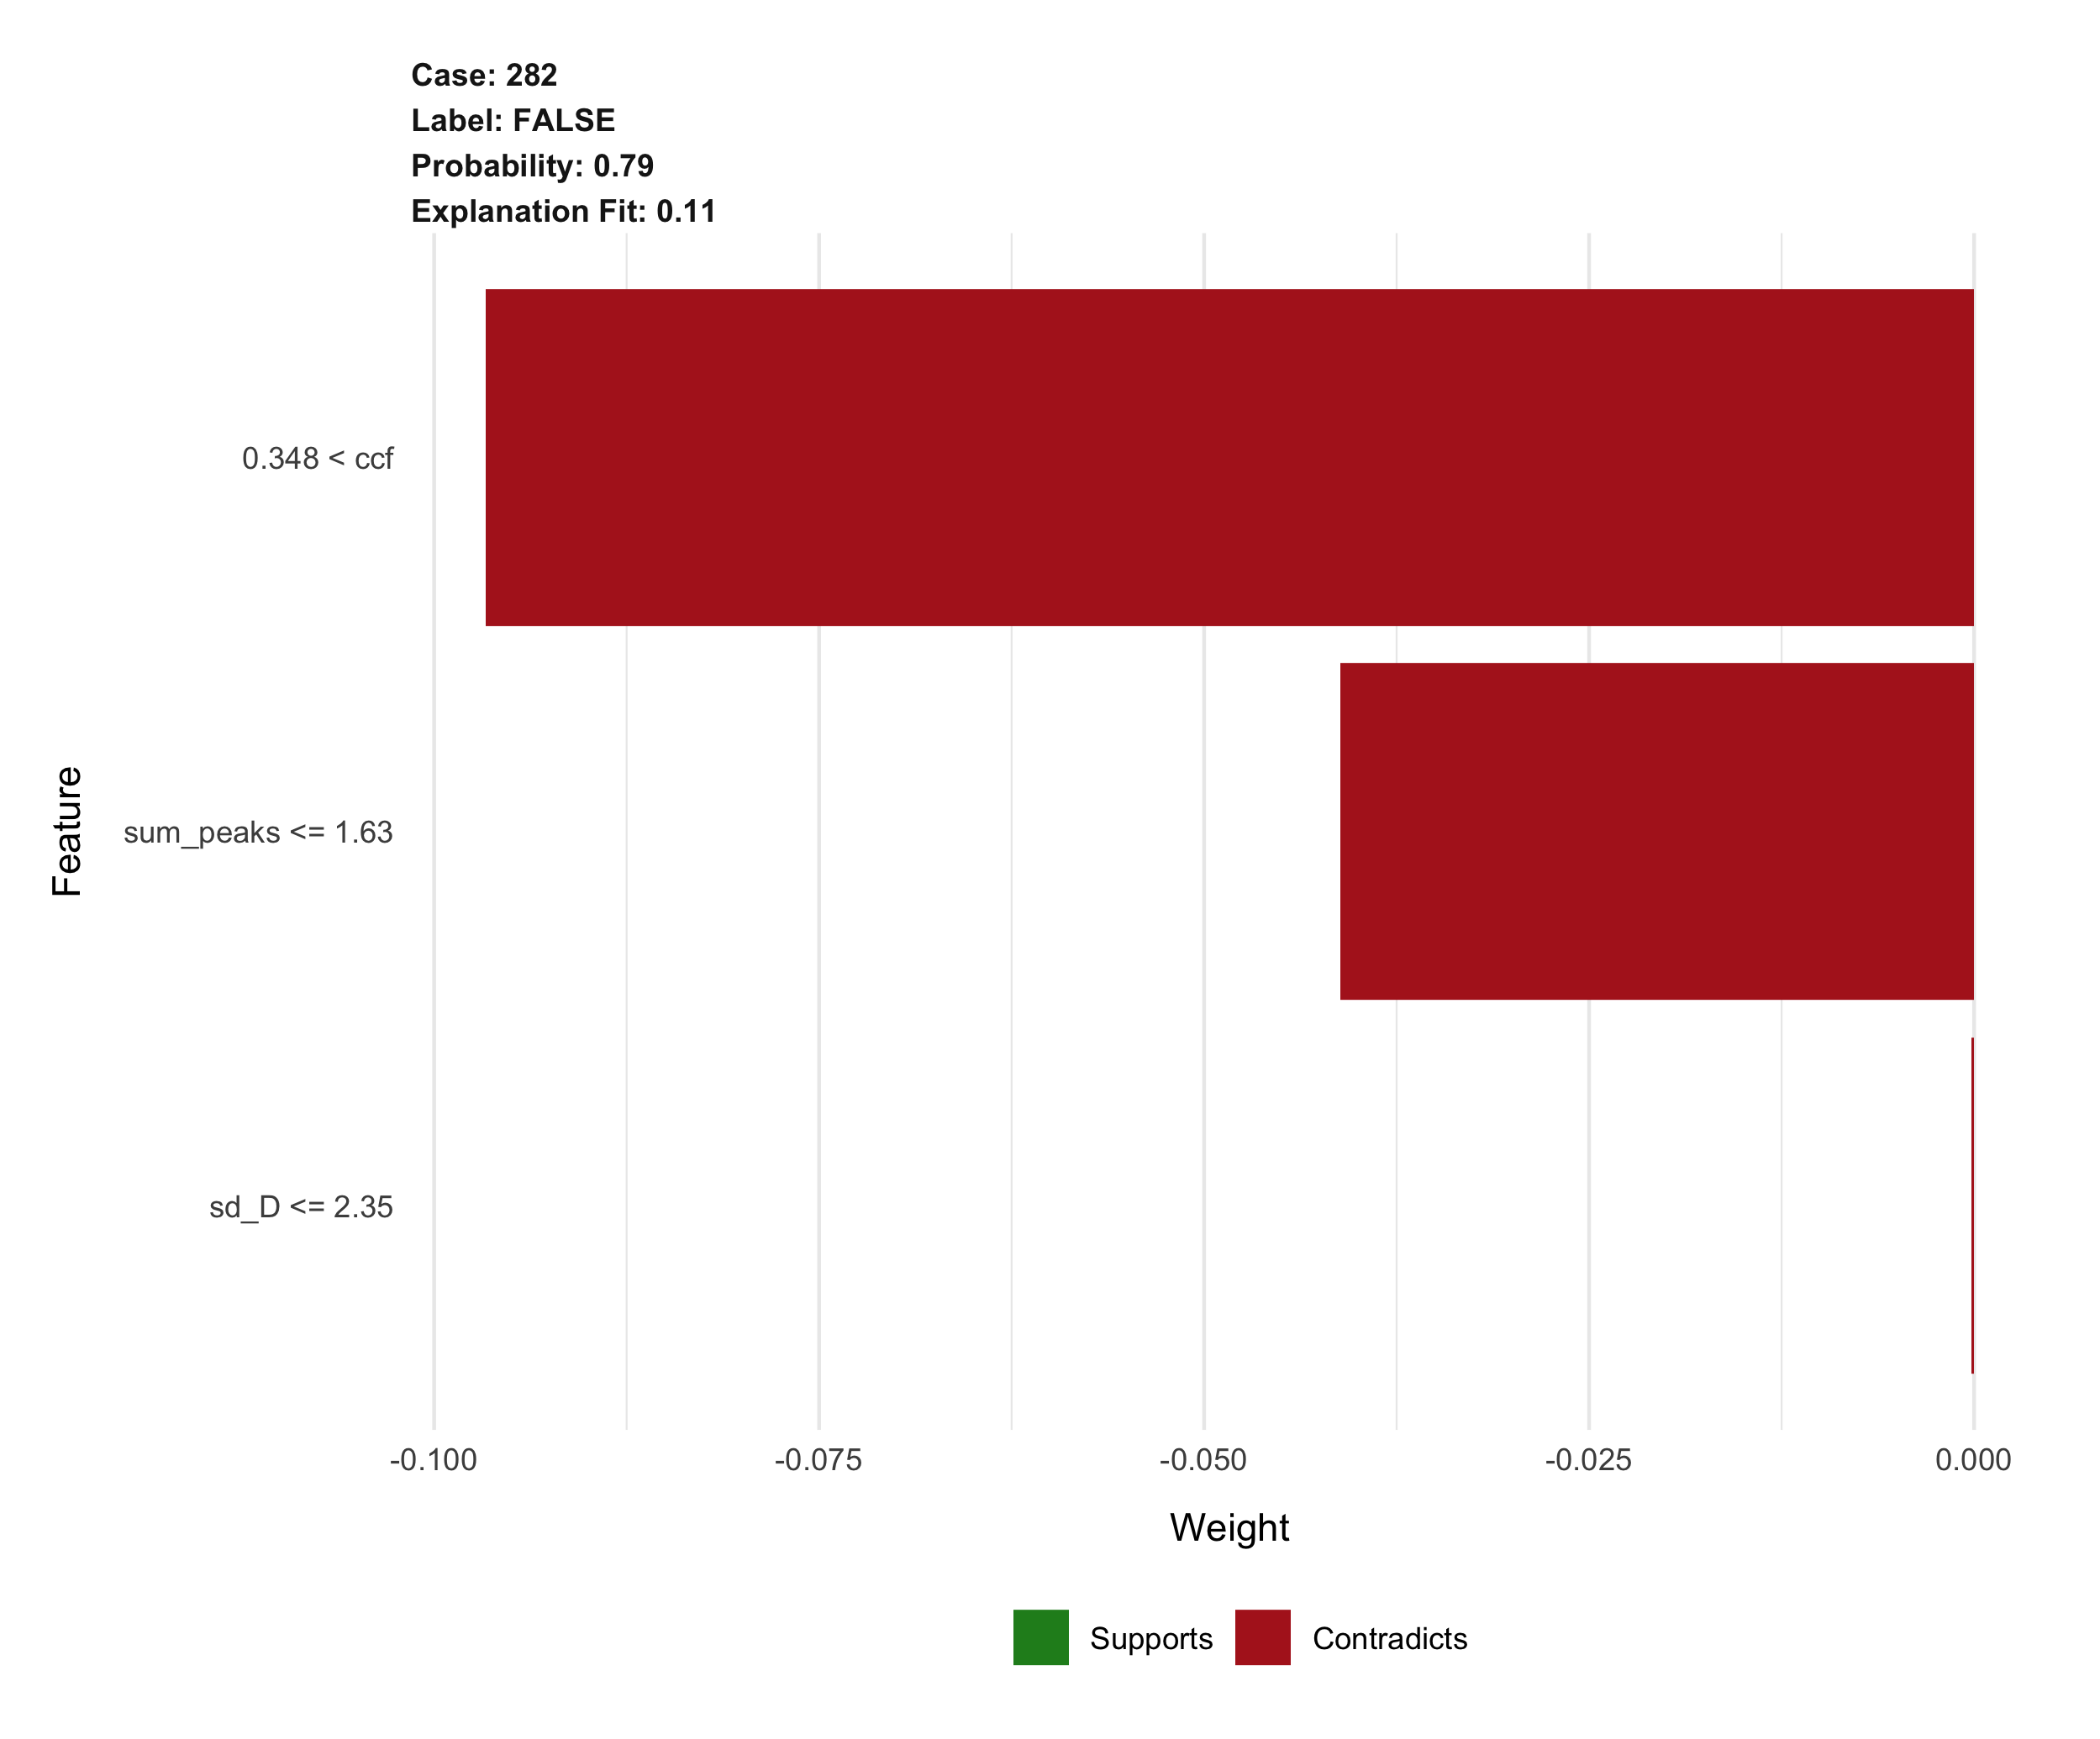 Case: 282
Label: FALSE
Probability: 0.79
Explanation Fit: 0.11
Feature
0.348 < ccf
sum_peaks <= 1.63
sd_D <= 2.35
-0.100 -0.075 -0.050 -0.025 0.000
Weight
Supports Contradicts